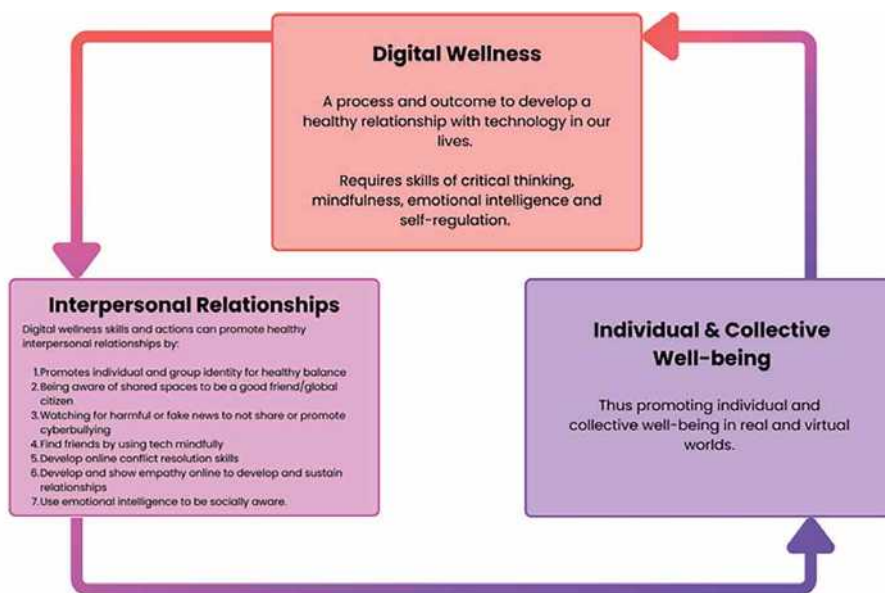 Digital Wellness
A process and outcome to develop a
healthy relationship with technology in our
lives.
Requires skills of critical thinking,
mindfulness, emotional intelligence and
self-regulation.
Interpersonal Relationships
Digital wellness skills and actions can promote healthy
interpersonal relationships by:
1.Promotes individual and group identity for healthy balance
2.Being aware of shared spaces to be a good friend/global
citizen
3.Watching for harmful or fake news to not share or promote
cyberbullying
4.Find friends by using tech mindfully
5.Develop online conflict resolution skills
6.Develop and show empathy online to develop and sustain
relationships
7.Use emotional intelligence to be socially aware.
Individual & Collective
Well-being
Thus promoting individual and
collective well-being in real and virtual
worlds.